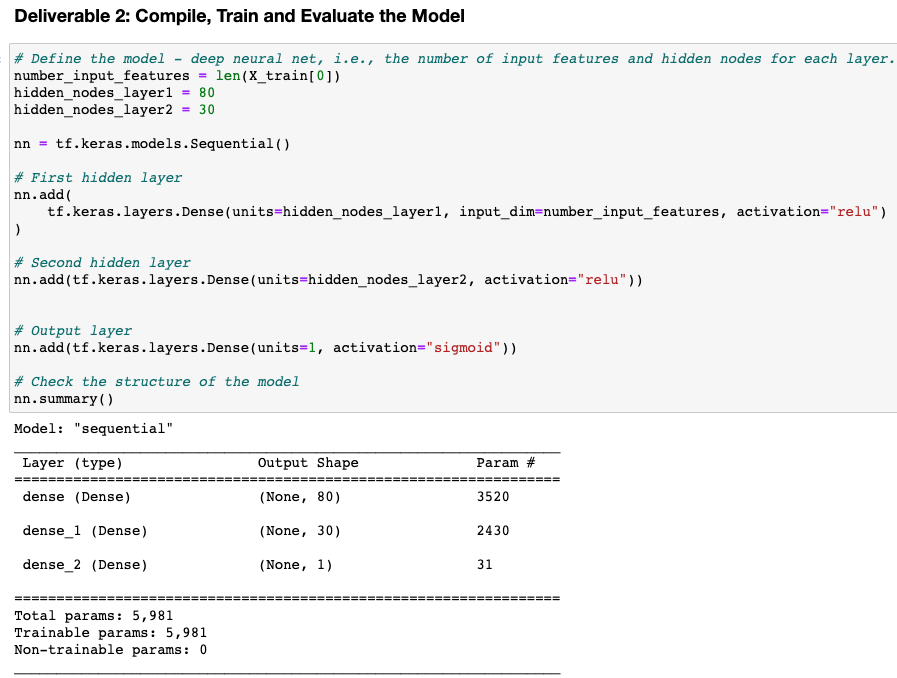 Deliverable 2: Compile, Train and Evaluate the Model
# Define the model - deep neural net, i.e., the number of input features and hidden nodes for each layer.
number_input_features = len(X_train[0])
hidden_nodes_layer1 = 80
hidden_nodes_layer2 = 30
nn = tf.keras.models.Sequential()
# First hidden layer
nn.add(
tf.keras.layers.Dense(units=hidden_nodes_layer1, input_dim=number_input_features, activation="relu")
)
# Second hidden layer
nn.add(tf.keras.layers.Dense(units=hidden_nodes_layer2, activation="relu"))
# Output layer
nn.add(tf.keras.layers.Dense(units=1, activation="sigmoid"))
# Check the structure of the model
nn.summary()
Model: "sequential"
Layer (type) Output Shape Param #
dense (Dense) (None, 80) 3520
dense_1 (Dense) (None, 30) 2430
dense_2 (Dense) (None, 1) 31
Total params: 5,981
Trainable params: 5,981
Non-trainable params: 0